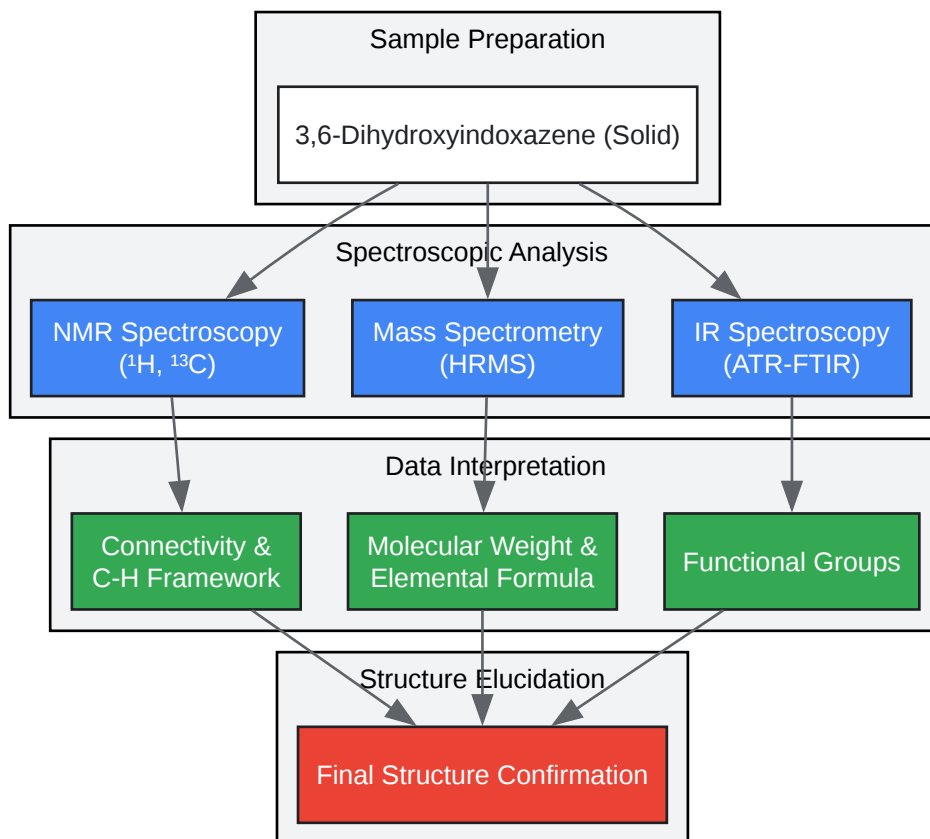 Sample Preparation
3,6-Dihydroxyindoxazene (Solid)
Spectroscopic Analysis
NMR Spectroscopy
(¹H, ¹³C)
Mass Spectrometry
(HRMS)
IR Spectroscopy
(ATR-FTIR)
Data Interpretation
Connectivity &
C-H Framework
Molecular Weight &
Elemental Formula
Functional Groups
Structure Elucidation
Final Structure Confirmation